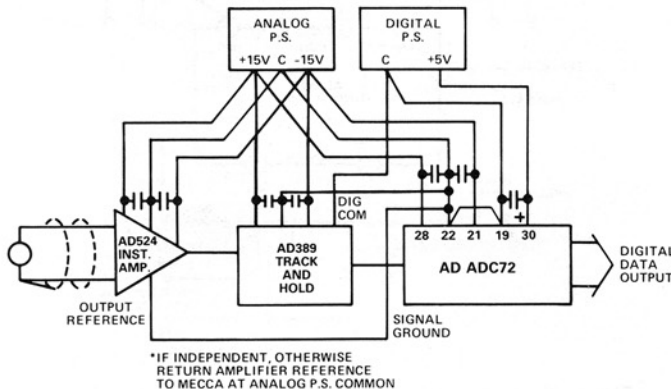 ANALOG
P.S.
+15V C -15V
DIGITAL
P.S.
C +5V
DIG
COM
AD524
INST.
AMP.
AD389
TRACK
AND
HOLD
28 22 21 19 30
+
AD ADC72
DIGITAL
DATA
OUTPUT
OUTPUT
REFERENCE
SIGNAL
GROUND
*IF INDEPENDENT, OTHERWISE
RETURN AMPLIFIER REFERENCE
TO MECCA AT ANALOG P.S. COMMON